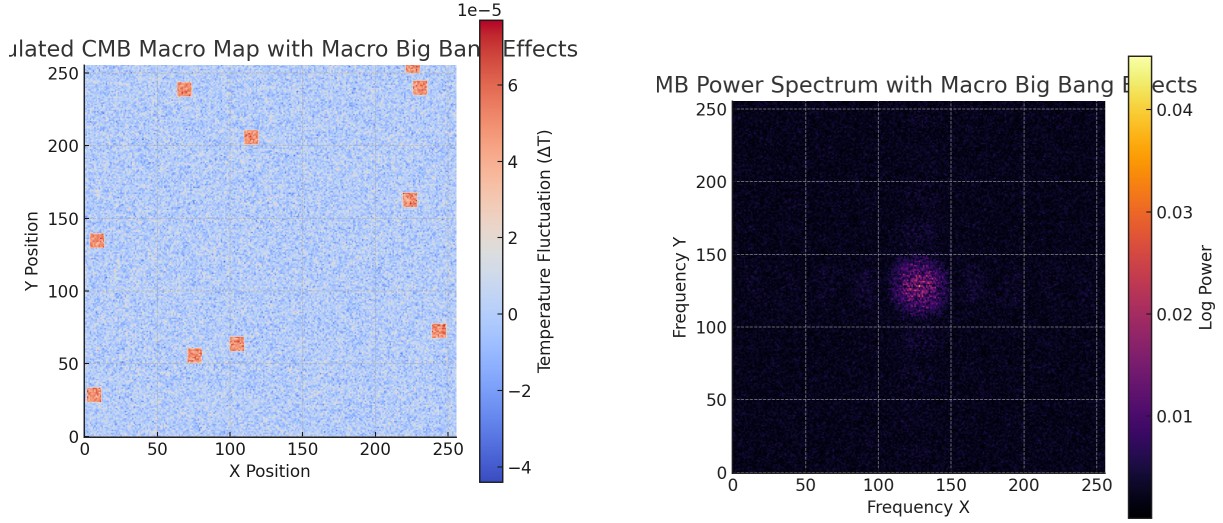 1e−5
ulated CMB Macro Map with Macro Big Bang Effects
250
200
150
100
50
0
Y Position
0 50 100 150 200 250
X Position
6
4
2
0
−2
−4
Temperature Fluctuation (ΔT)
MB Power Spectrum with Macro Big Bang Effects
250
200
150
100
50
0
Frequency Y
0 50 100 150 200 250
Frequency X
0.04
0.03
0.02
0.01
Log Power